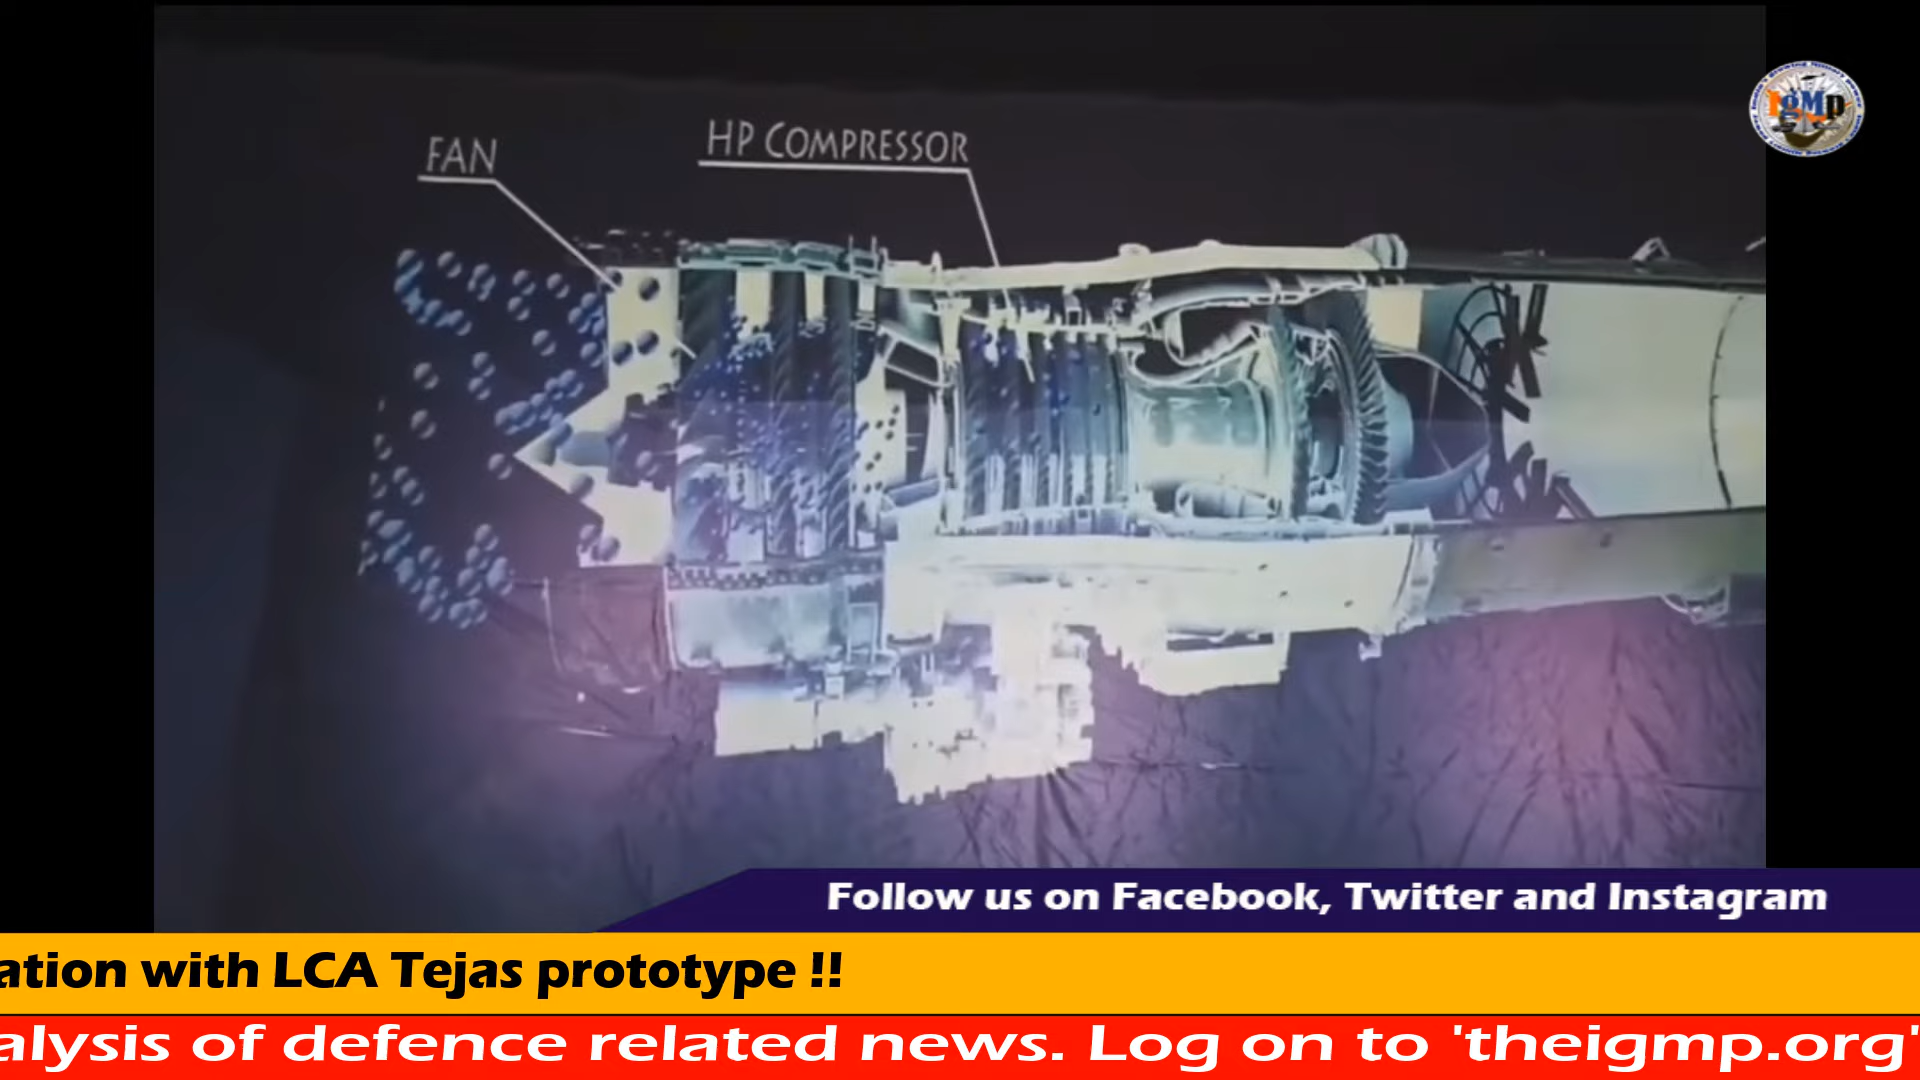 FAN
HP COMPRESSOR
IgMp
Follow us on Facebook, Twitter and Instagram
ation with LCA Tejas prototype !!
alysis of defence related news. Log on to 'theigmp.org'